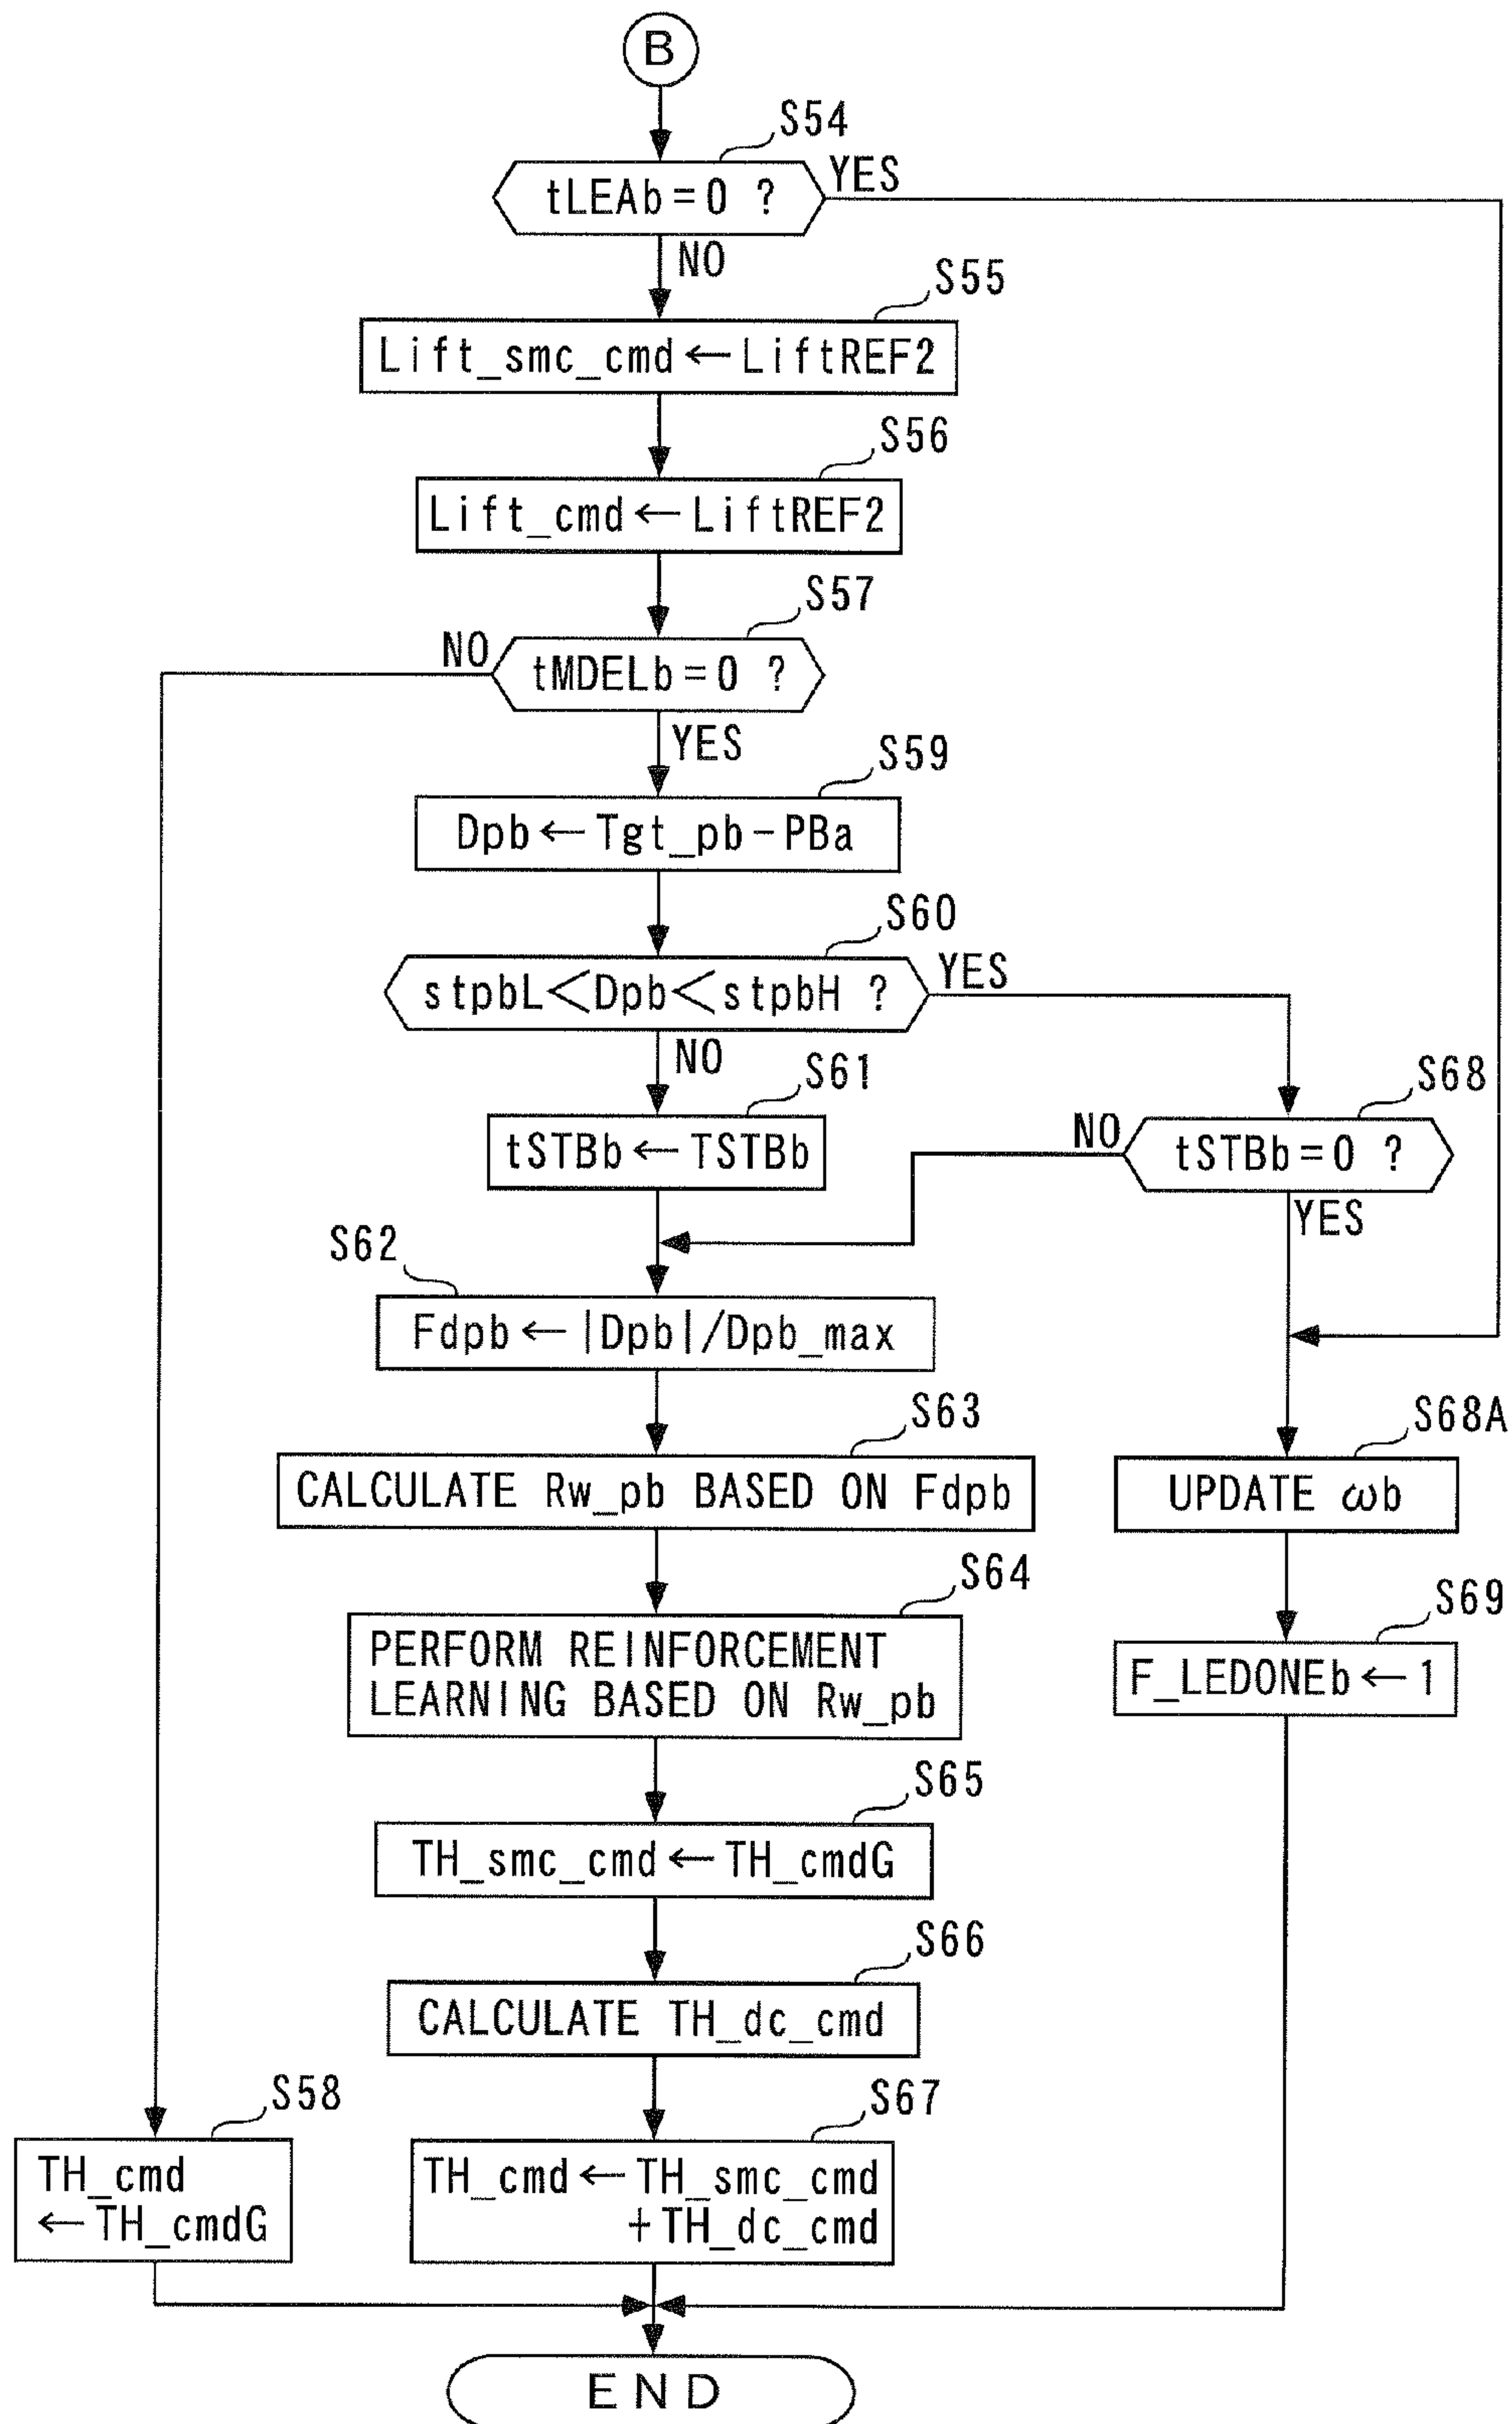 B
S54
tLEAb=0 ?
YES
NO
S55
Lift_smc_cmd←LiftREF2
S56
Lift_cmd←LiftREF2
S57
NO
tMDELb=0 ?
YES
S59
Dpb←Tgt_pb-PBa
S60
stpbL<Dpb<stpbH ?
YES
NO
S61
tSTBb←TSTBb
S68
NO
tSTBb=0 ?
YES
S62
Fdpb←|Dpb|/Dpb_max
S63
CALCULATE Rw_pb BASED ON Fdpb
S68A
UPDATE ωb
S64
PERFORM REINFORCEMENT
LEARNING BASED ON Rw_pb
S69
F_LEDONEb←1
S65
TH_smc_cmd←TH_cmdG
S66
CALCULATE TH_dc_cmd
S58
TH_cmd
←TH_cmdG
S67
TH_cmd←TH_smc_cmd
+TH_dc_cmd
END